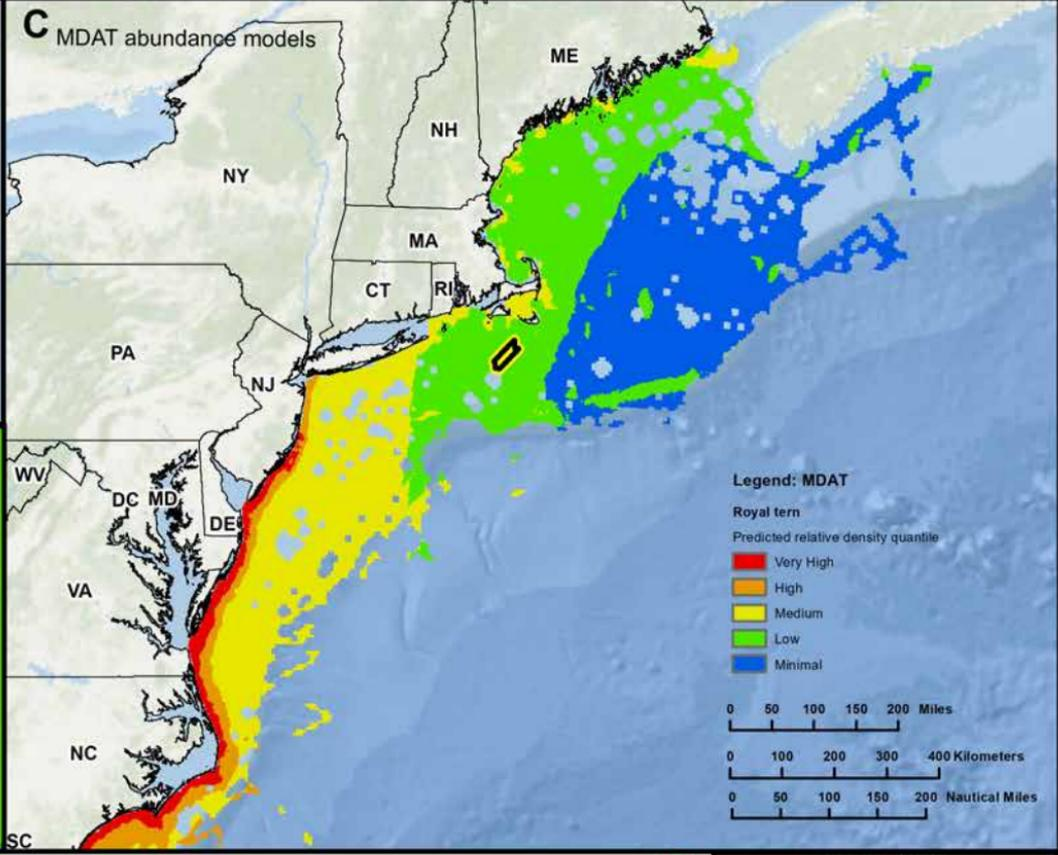 C MDAT abundance models
ME
NH
NY
MA
CT
RI
PA
NJ
WV
DC
MD
DE
VA
NC
SC
Legend: MDAT
Royal tern
Predicted relative density quantile
Very High
High
Medium
Low
Minimal
0 50 100 150 200 Miles
0 100 200 300 400 Kilometers
0 50 100 150 200 Nautical Miles